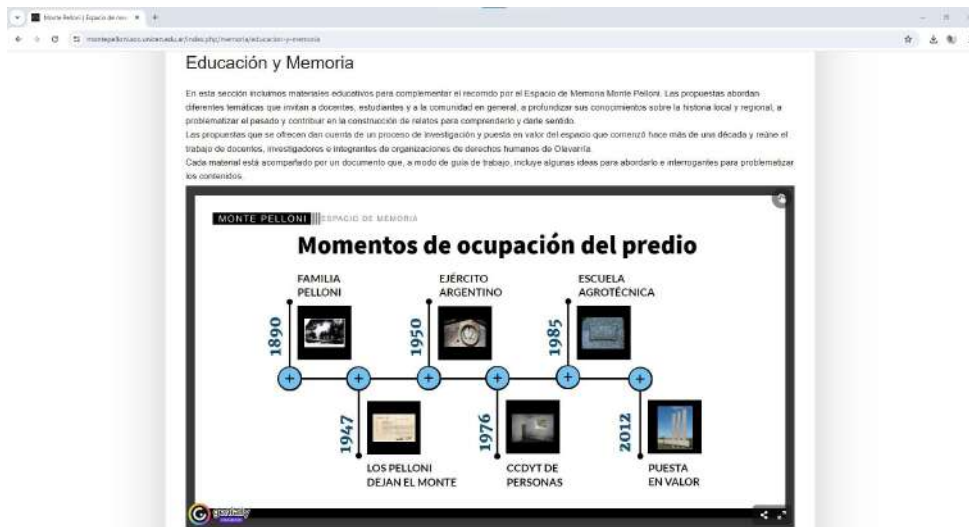 Monte Pelloni | Espacio de mem
montepelloni.soc.unicen.edu.ar/index.php/memoria/educacion-y-memoria
Educación y Memoria
En esta sección incluimos materiales educativos para complementar el recorrido por el Espacio de Memoria Monte Pelloni. Las propuestas abordan
diferentes temáticas que invitan a docentes, estudiantes y a la comunidad en general, a profundizar sus conocimientos sobre la historia local y regional, a
problematizar el pasado y contribuir en la construcción de relatos para comprenderlo y darle sentido.
Las propuestas que se ofrecen dan cuenta de un proceso de investigación y puesta en valor del espacio que comenzó hace más de una década y reúne el
trabajo de docentes, investigadores e integrantes de organizaciones de derechos humanos de Olavarría.
Cada material está acompañado por un documento que, a modo de guía de trabajo, incluye algunas ideas para abordarlo e interrogantes para problematizar
los contenidos.
MONTE PELLONI ESPACIO DE MEMORIA
Momentos de ocupación del predio
FAMILIA
PELLONI
1890
EJÉRCITO
ARGENTINO
1950
ESCUELA
AGROTÉCNICA
1985
1947
LOS PELLONI
DEJAN EL MONTE
1976
CCDYT DE
PERSONAS
2012
PUESTA
EN VALOR
genially